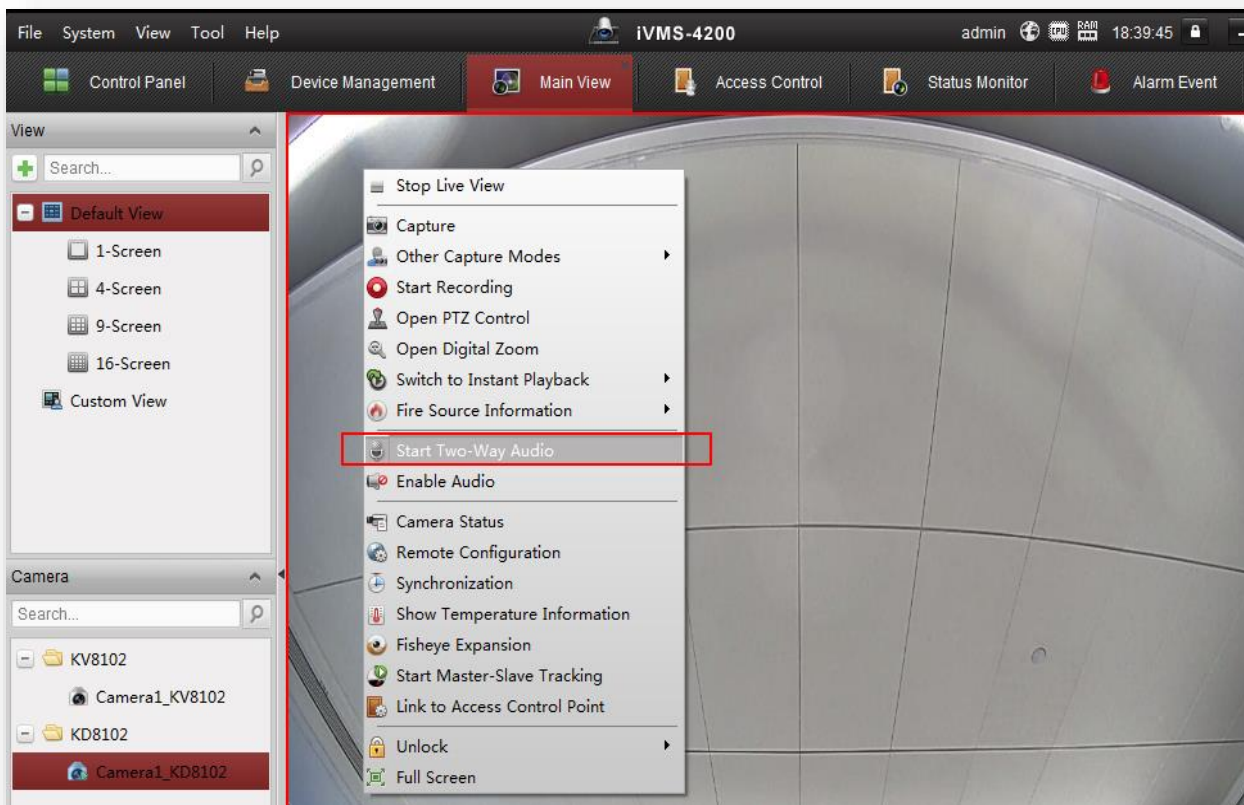 File System View Tool Help iVMS-4200 admin CPU RAM 18:39:45
Control Panel Device Management Main View Access Control Status Monitor Alarm Event
View
Search...
Default View
1-Screen
4-Screen
9-Screen
16-Screen
Custom View
Stop Live View
Capture
Other Capture Modes
Start Recording
Open PTZ Control
Open Digital Zoom
Switch to Instant Playback
Fire Source Information
Start Two-Way Audio
Enable Audio
Camera Status
Remote Configuration
Synchronization
Show Temperature Information
Fisheye Expansion
Start Master-Slave Tracking
Link to Access Control Point
Unlock
Full Screen
Camera
Search...
KV8102
Camera1_KV8102
KD8102
Camera1_KD8102